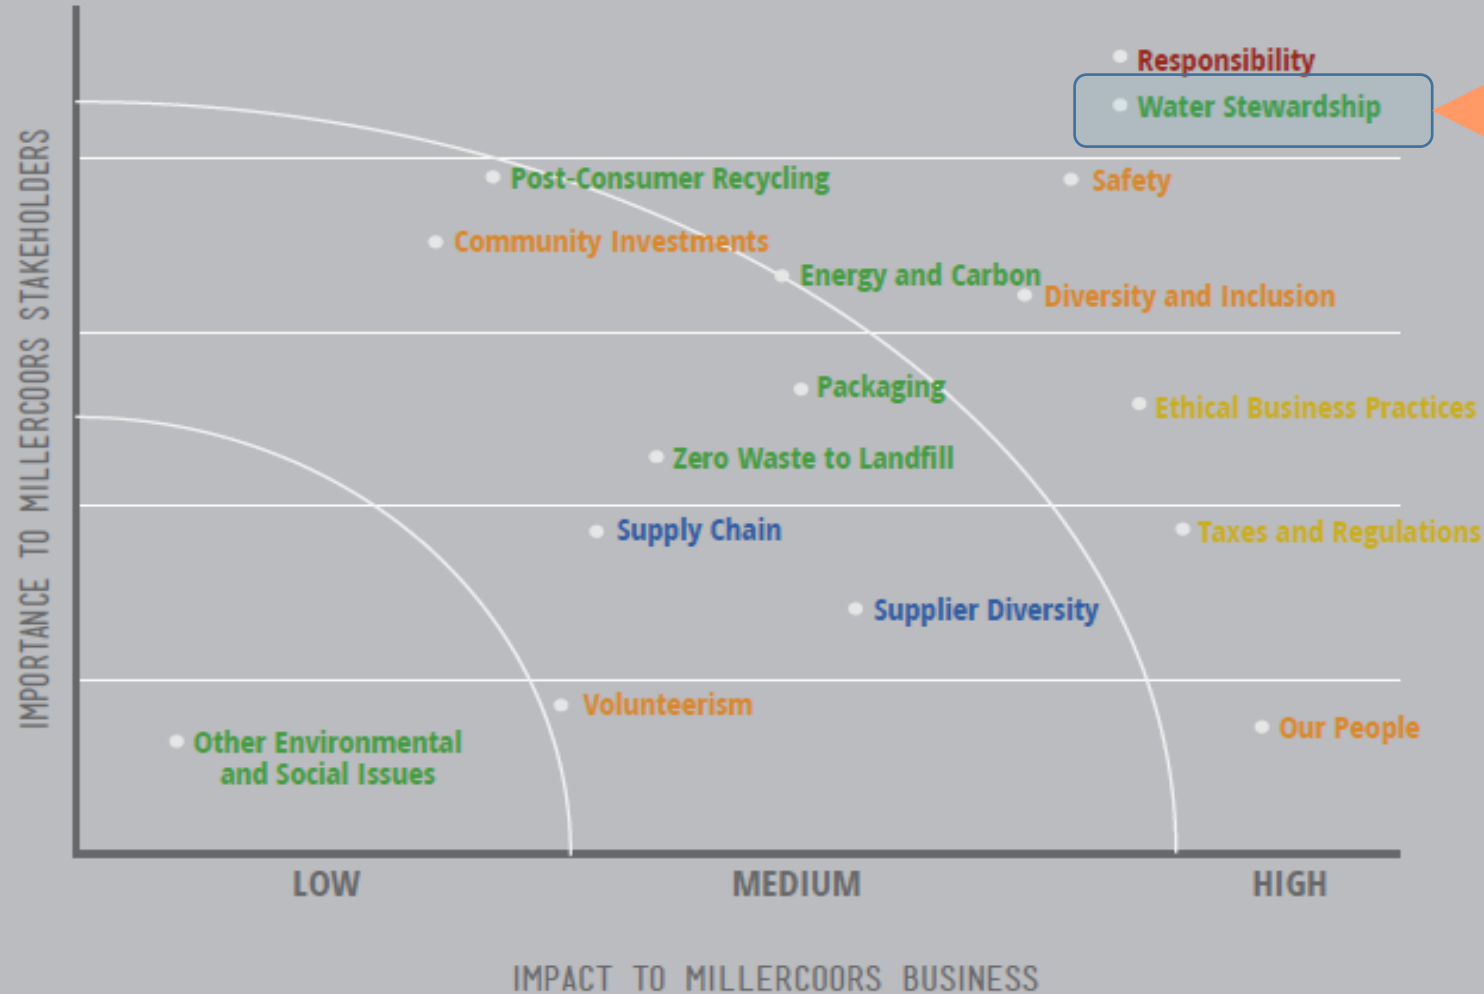 IMPORTANCE TO MILLERCOORS STAKEHOLDERS
Responsibility
Water Stewardship
Post-Consumer Recycling
Safety
Community Investments
Energy and Carbon
Diversity and Inclusion
Packaging
Ethical Business Practices
Zero Waste to Landfill
Supply Chain
Taxes and Regulations
Supplier Diversity
Volunteerism
Our People
Other Environmental
and Social Issues
LOW
MEDIUM
HIGH
IMPACT TO MILLERCOORS BUSINESS